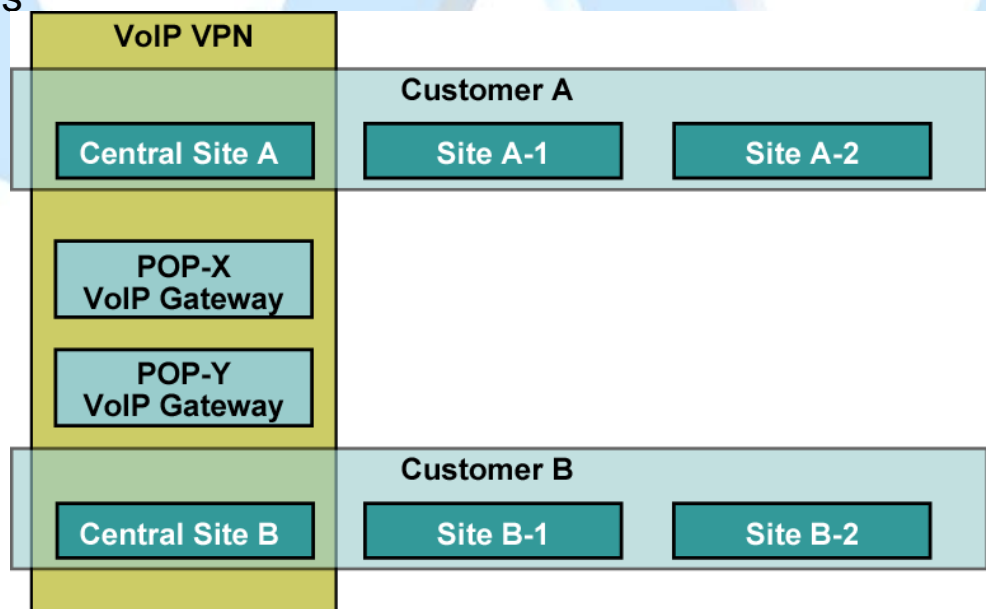 s
VoIP VPN
Customer A
Central Site A
Site A-1
Site A-2
POP-X
VoIP Gateway
POP-Y
VoIP Gateway
Customer B
Central Site B
Site B-1
Site B-2